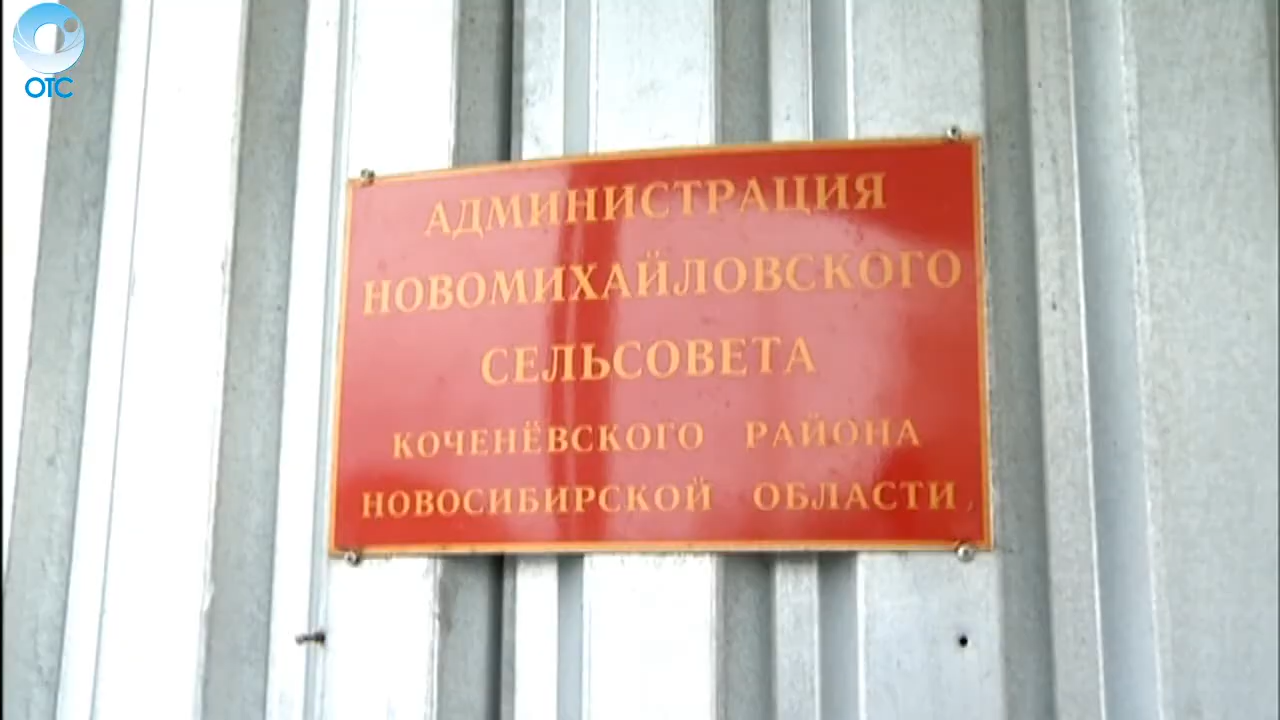 ОТС
АДМИНИСТРАЦИЯ
НОВОМИХАЙЛОВСКОГО
СЕЛЬСОВЕТА
КОЧЕНЁВСКОГО РАЙОНА
НОВОСИБИРСКОЙ ОБЛАСТИ